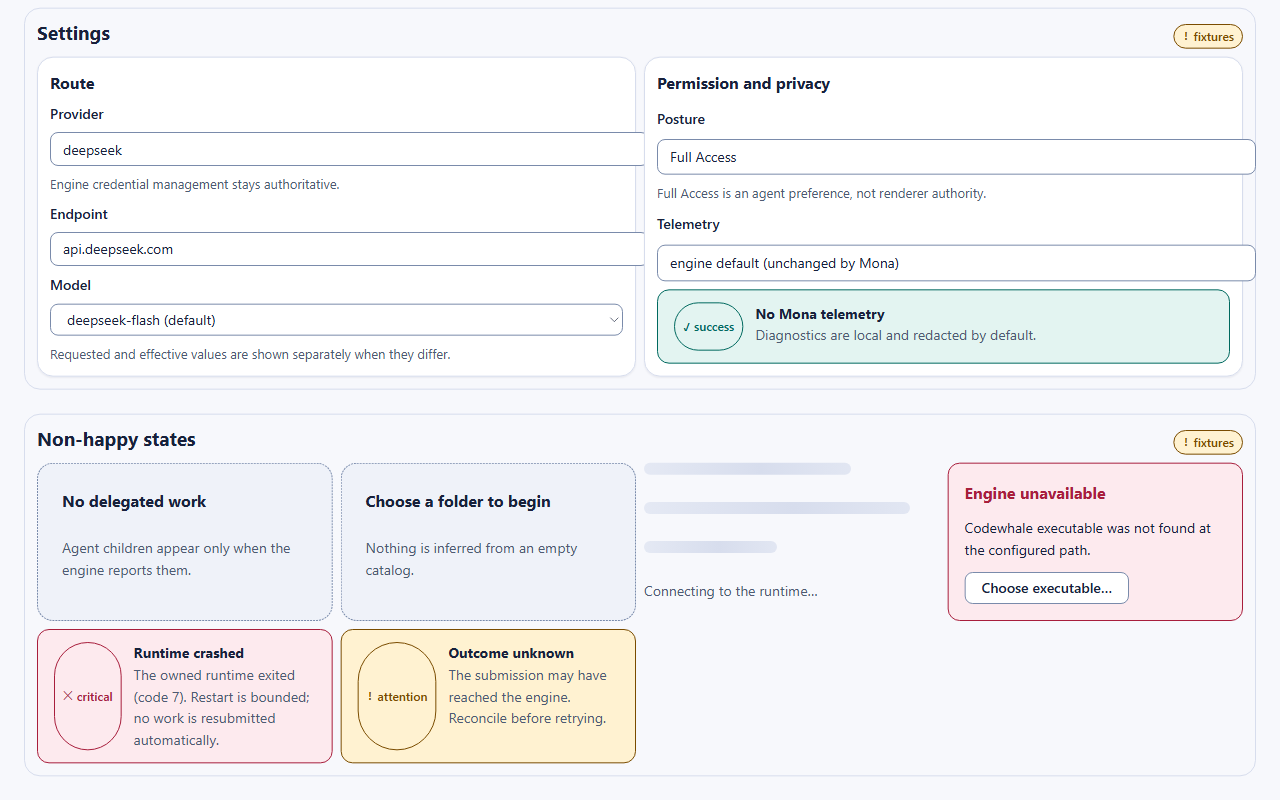 Settings
! fixtures
Route
Provider
deepseek
Engine credential management stays authoritative.
Endpoint
api.deepseek.com
Model
deepseek-flash (default)
Requested and effective values are shown separately when they differ.
Permission and privacy
Posture
Full Access
Full Access is an agent preference, not renderer authority.
Telemetry
engine default (unchanged by Mona)
✓ success
No Mona telemetry
Diagnostics are local and redacted by default.
Non-happy states
! fixtures
No delegated work
Agent children appear only when the
engine reports them.
Choose a folder to begin
Nothing is inferred from an empty
catalog.
Connecting to the runtime...
Engine unavailable
Codewhale executable was not found at
the configured path.
Choose executable...
✕ critical
Runtime crashed
The owned runtime exited
(code 7). Restart is bounded;
no work is resubmitted
automatically.
! attention
Outcome unknown
The submission may have
reached the engine.
Reconcile before retrying.